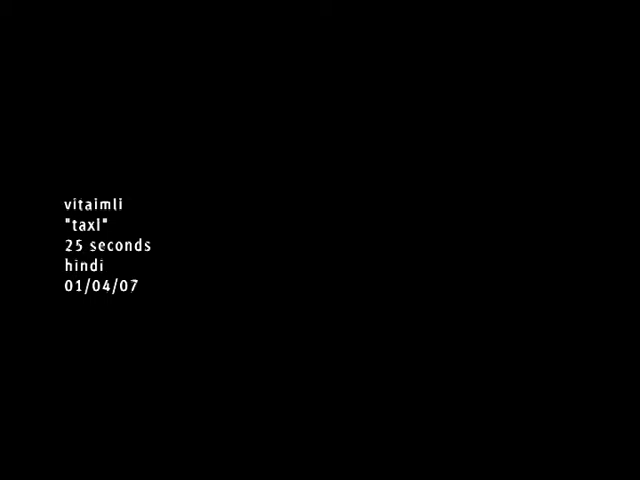 vitaimli
"taxi"
25 seconds
hindi
01/04/07